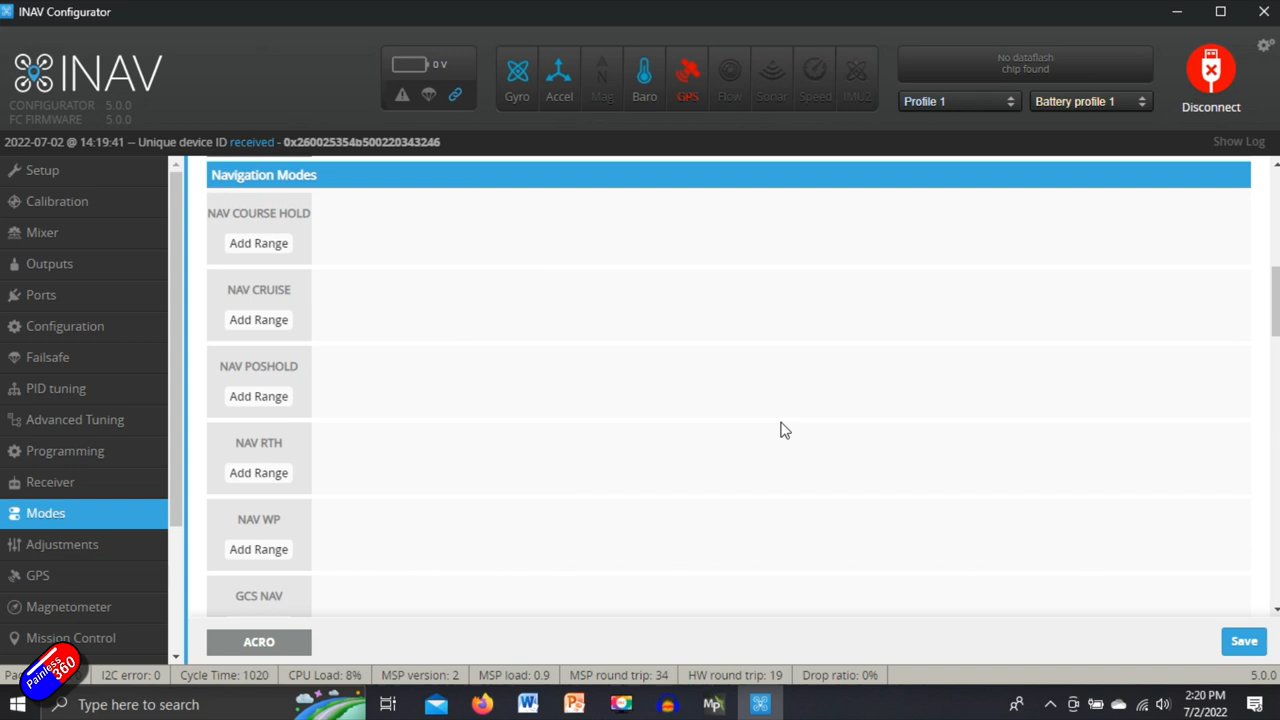 INAV Configurator
INAV
CONFIGURATOR 5.0.0
FC FIRMWARE 5.0.0
0 V
Gyro
Accel
Mag
Baro
GPS
Flow
Sonar
Speed
IMU2
No dataflash
chip found
Profile 1
Battery profile 1
Disconnect
2022-07-02 @ 14:19:41 -- Unique device ID received - 0x260025354b500220343246
Show Log
Setup
Calibration
Mixer
Outputs
Ports
Configuration
Failsafe
PID tuning
Advanced Tuning
Programming
Receiver
Modes
Adjustments
GPS
Magnetometer
Mission Control
Navigation Modes
NAV COURSE HOLD
Add Range
NAV CRUISE
Add Range
NAV POSHOLD
Add Range
NAV RTH
Add Range
NAV WP
Add Range
GCS NAV
ACRO
Save
I2C error: 0
Cycle Time: 1020
CPU Load: 8%
MSP version: 2
MSP load: 0.9
MSP round trip: 34
HW round trip: 19
Drop ratio: 0%
5.0.0
Painless360
Type here to search
2:20 PM
7/2/2022